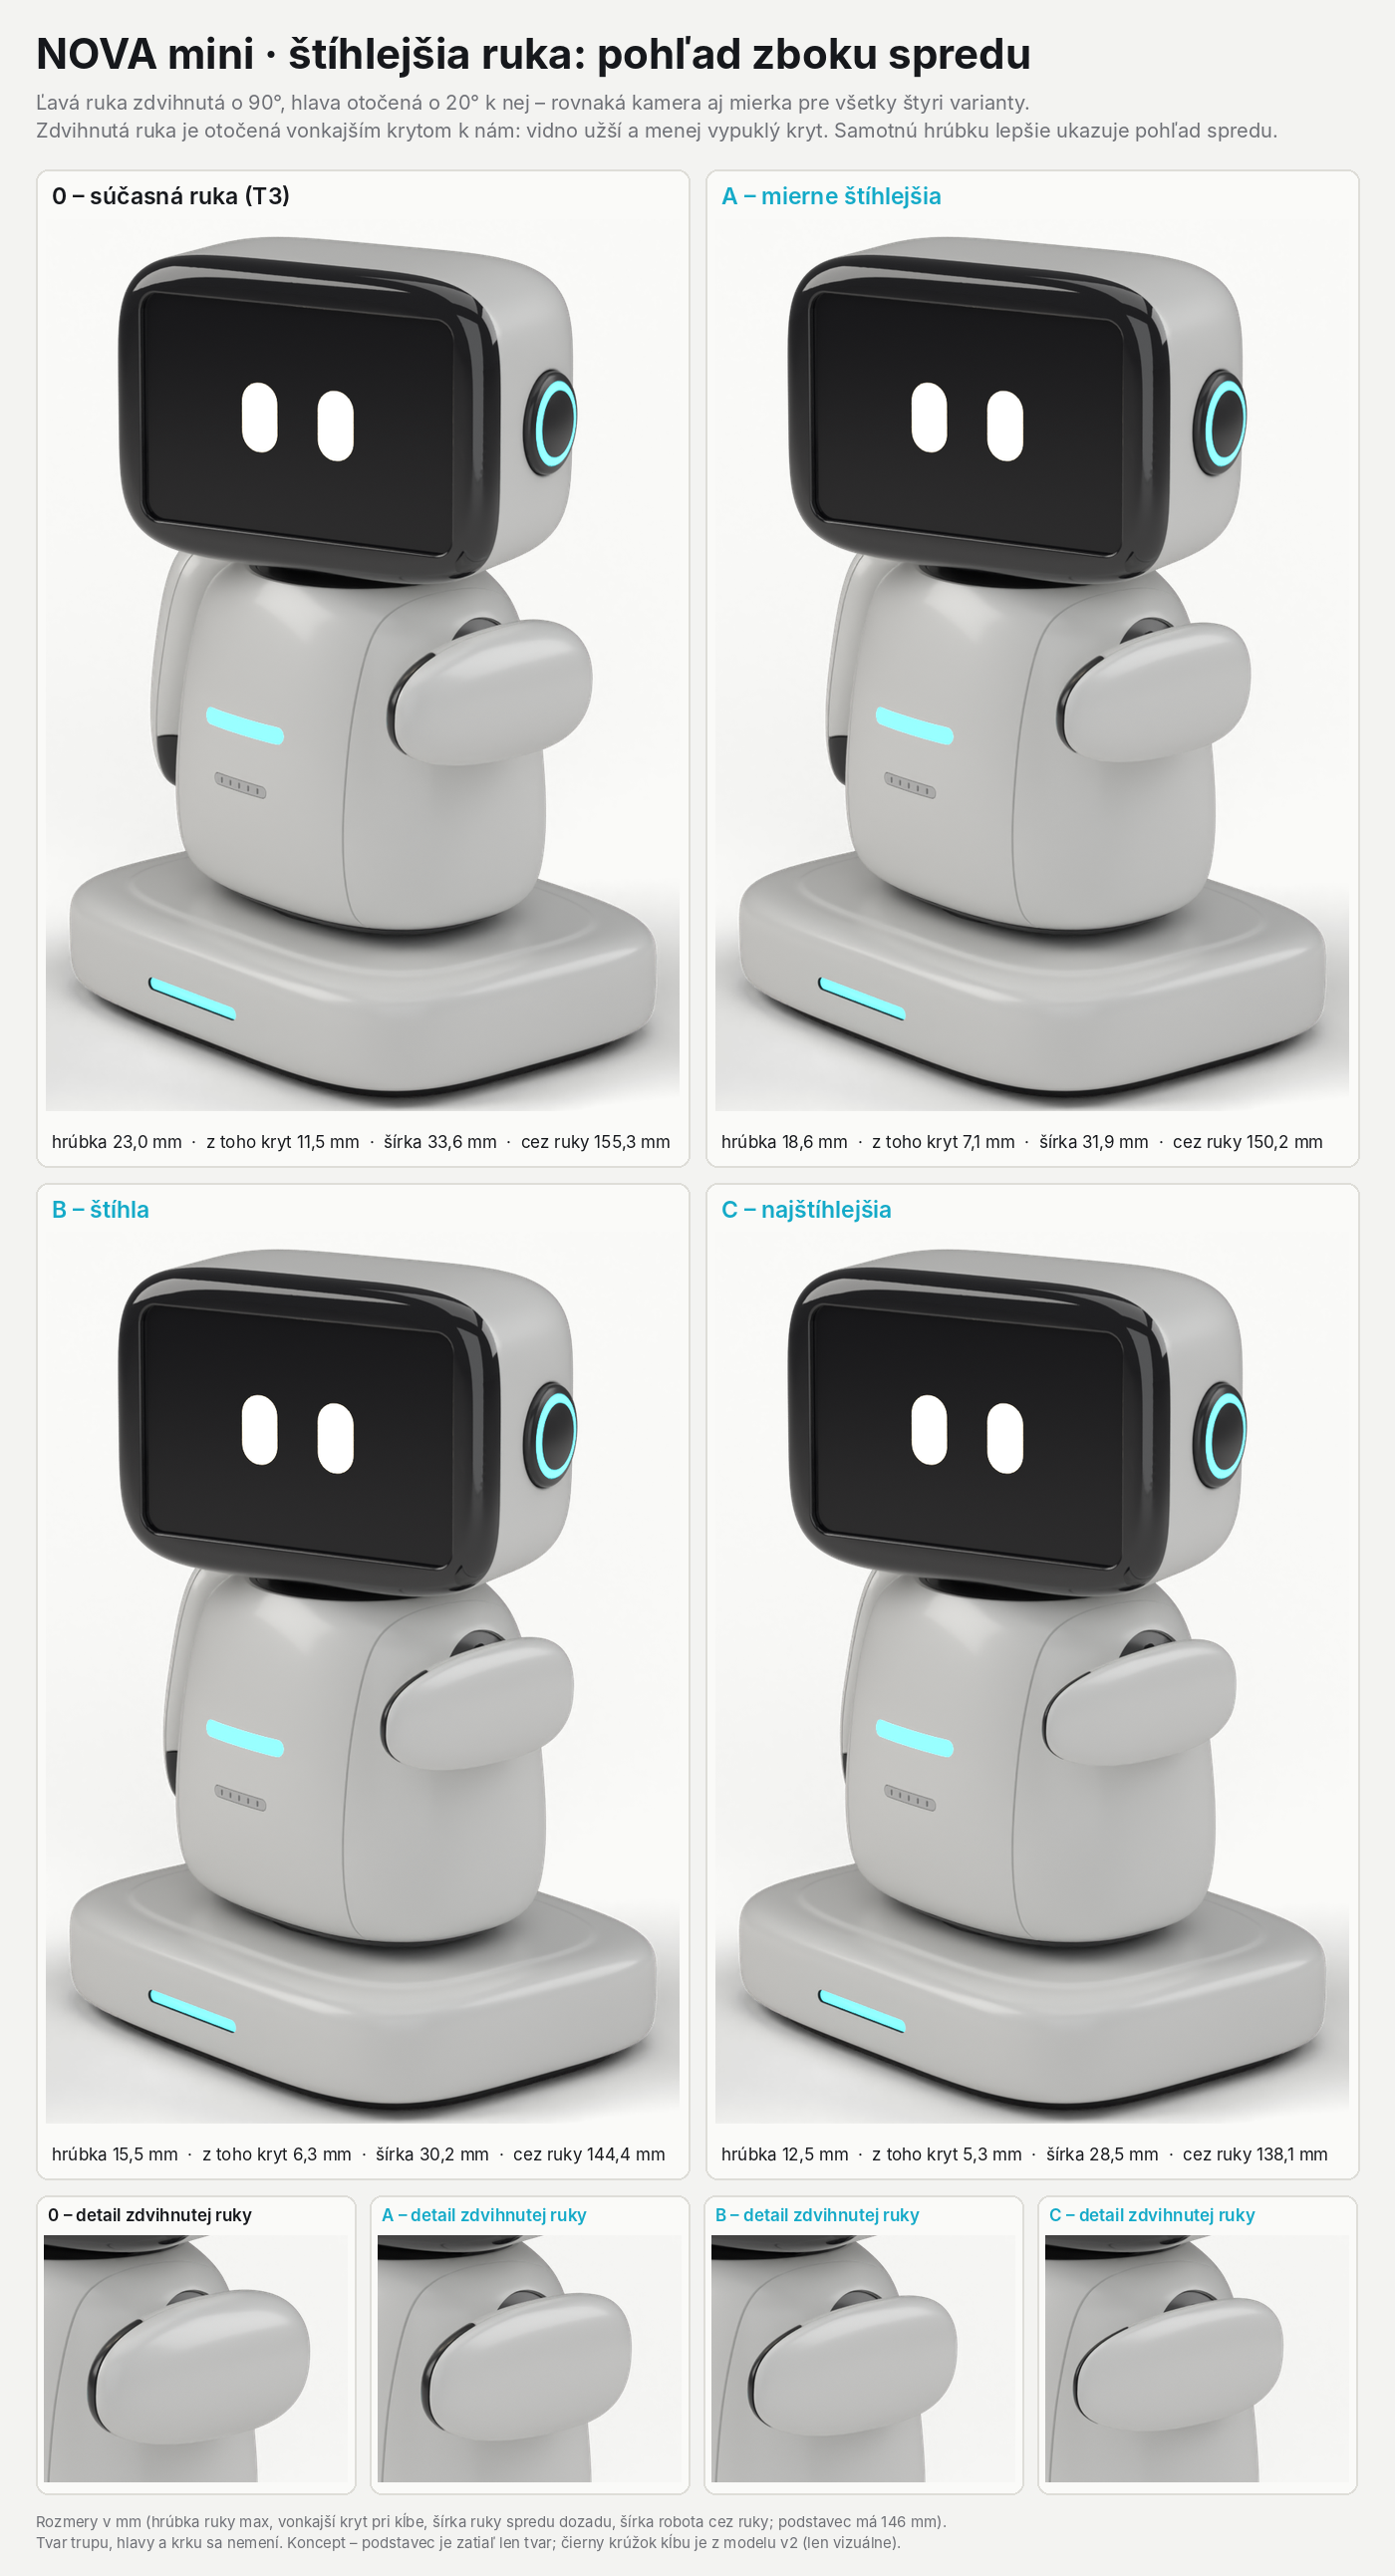 NOVA mini · štíhlejšia ruka: pohľad zboku spredu
Ľavá ruka zdvihnutá o 90°, hlava otočená o 20° k nej – rovnaká kamera aj mierka pre všetky štyri varianty.
Zdvihnutá ruka je otočená vonkajším krytom k nám: vidno užší a menej vypuklý kryt. Samotnú hrúbku lepšie ukazuje pohľad spredu.
0 – súčasná ruka (T3)
A – mierne štíhlejšia
hrúbka 23,0 mm · z toho kryt 11,5 mm · šírka 33,6 mm · cez ruky 155,3 mm
hrúbka 18,6 mm · z toho kryt 7,1 mm · šírka 31,9 mm · cez ruky 150,2 mm
B – štíhla
C – najštíhlejšia
hrúbka 15,5 mm · z toho kryt 6,3 mm · šírka 30,2 mm · cez ruky 144,4 mm
hrúbka 12,5 mm · z toho kryt 5,3 mm · šírka 28,5 mm · cez ruky 138,1 mm
0 – detail zdvihnutej ruky
A – detail zdvihnutej ruky
B – detail zdvihnutej ruky
C – detail zdvihnutej ruky
Rozmery v mm (hrúbka ruky max, vonkajší kryt pri kĺbe, šírka ruky spredu dozadu, šírka robota cez ruky; podstavec má 146 mm).
Tvar trupu, hlavy a krku sa nemení. Koncept – podstavec je zatiaľ len tvar; čierny krúžok kĺbu je z modelu v2 (len vizuálne).